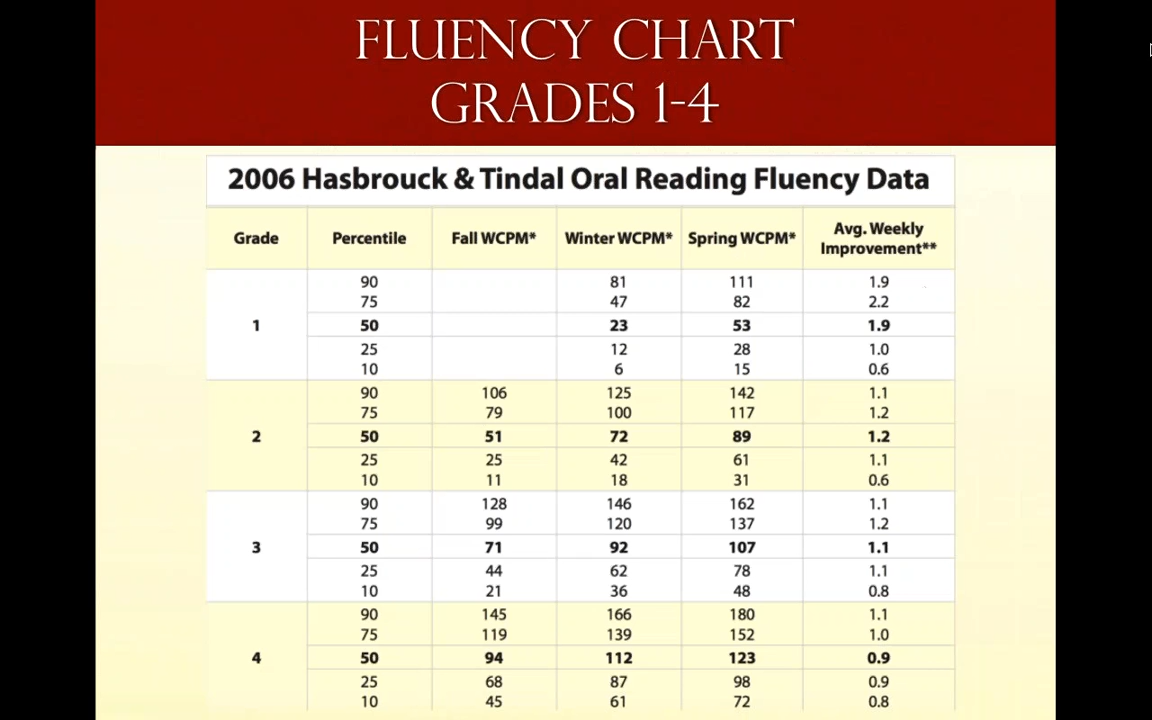 FLUENCY CHART
GRADES 1-4
2006 Hasbrouck & Tindal Oral Reading Fluency Data
Grade Percentile Fall WCPM* Winter WCPM* Spring WCPM* Avg. Weekly Improvement**
90 81 111 1.9
75 47 82 2.2
1 50 23 53 1.9
25 12 28 1.0
10 6 15 0.6
90 106 125 142 1.1
75 79 100 117 1.2
2 50 51 72 89 1.2
25 25 42 61 1.1
10 11 18 31 0.6
90 128 146 162 1.1
75 99 120 137 1.2
3 50 71 92 107 1.1
25 44 62 78 1.1
10 21 36 48 0.8
90 145 166 180 1.1
75 119 139 152 1.0
4 50 94 112 123 0.9
25 68 87 98 0.9
10 45 61 72 0.8